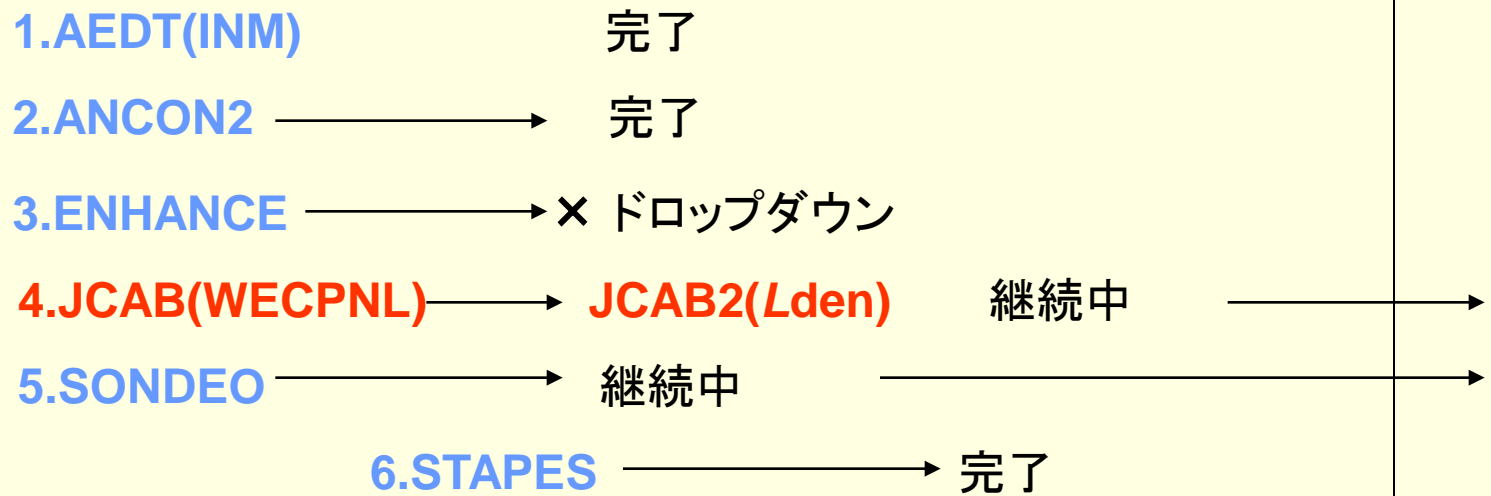 1.AEDT(INM) 完了
2.ANCON2 完了
3.ENHANCE × ドロップダウン
4.JCAB(WECPNL) JCAB2(Lden) 継続中
5.SONDEO 継続中
6.STAPES 完了